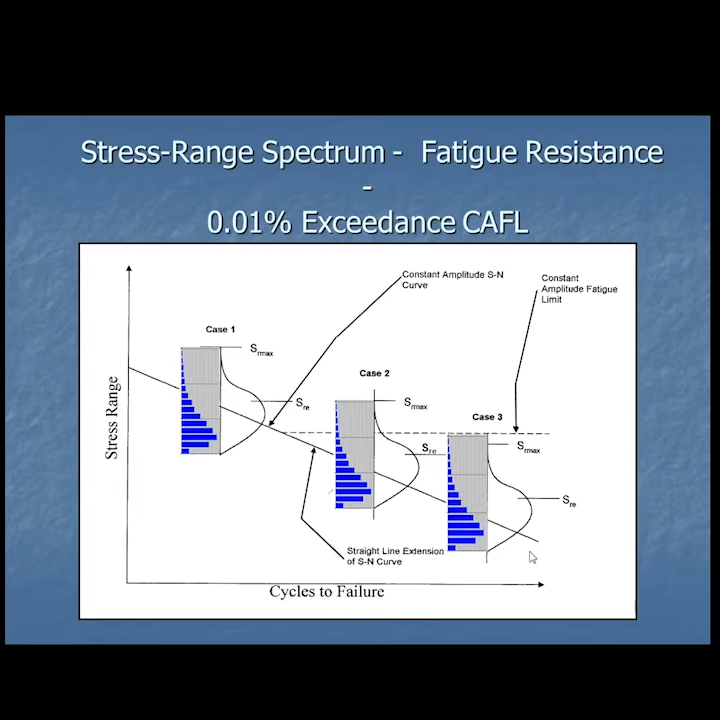 Stress-Range Spectrum - Fatigue Resistance
-
0.01% Exceedance CAFL
Constant Amplitude S-N
Curve
Constant
Amplitude Fatigue
Limit
Case 1
Srmax
Case 2
Sre
Srmax
Case 3
Sre
Srmax
Sre
Stress Range
Straight Line Extension
of S-N Curve
Cycles to Failure